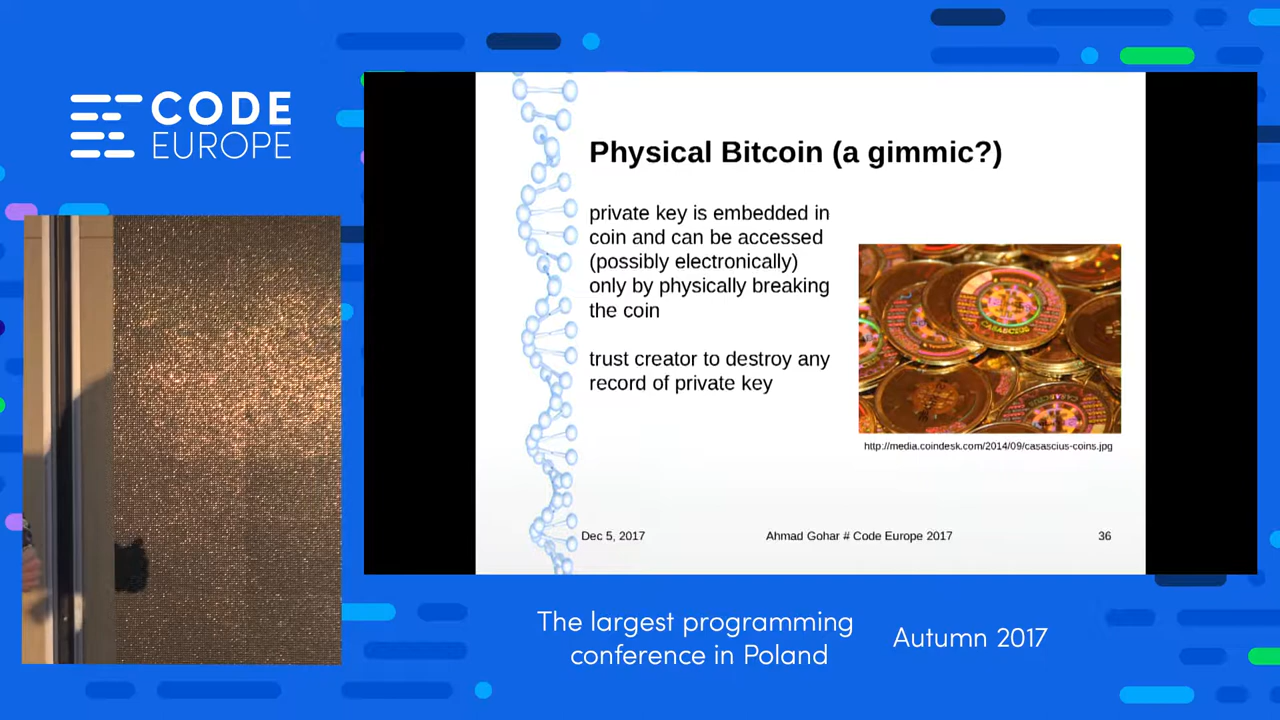 CODE
EUROPE
Physical Bitcoin (a gimmic?)
private key is embedded in
coin and can be accessed
(possibly electronically)
only by physically breaking
the coin
trust creator to destroy any
record of private key
CASASCIUS
http://media.coindesk.com/2014/09/casascius-coins.jpg
Dec 5, 2017
Ahmad Gohar # Code Europe 2017
36
The largest programming
conference in Poland
Autumn 2017